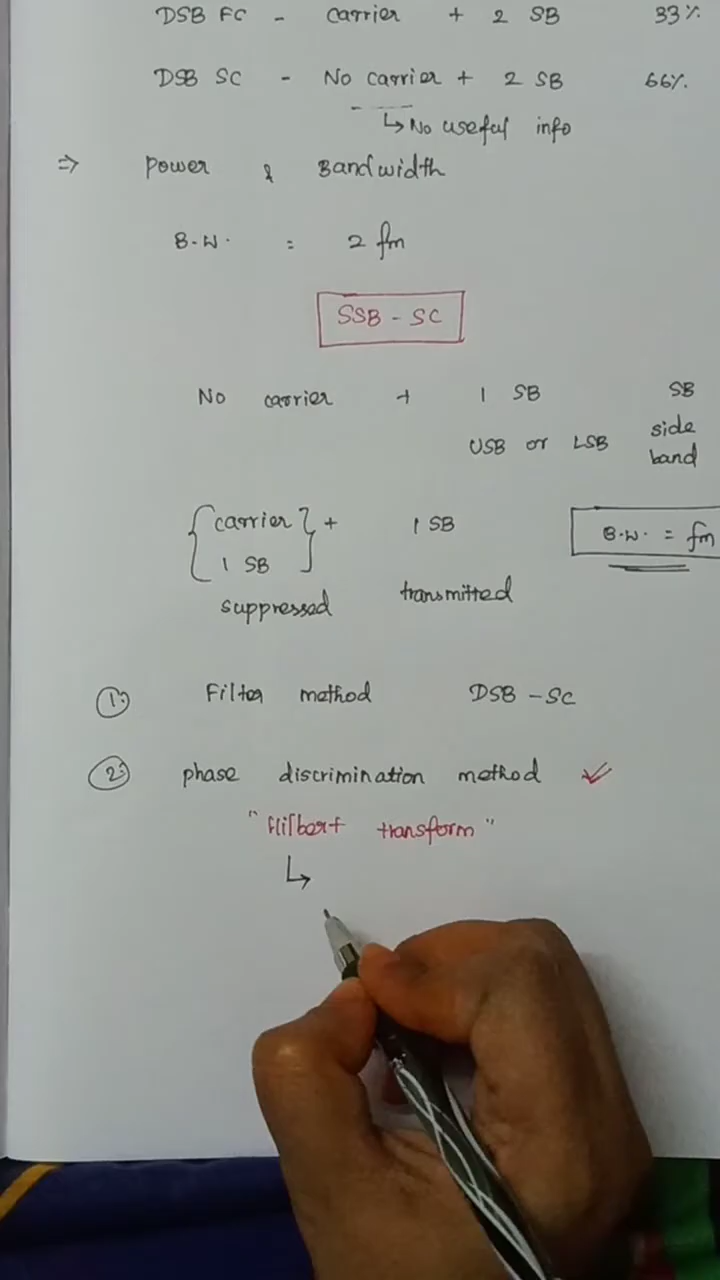 DSB FC - carrier + 2 SB 33%
DSB SC - No carrier + 2 SB 66%.
↳ No useful info
⇒ power & Bandwidth
B.W. = 2 fm
SSB - SC
No carrier + 1 SB SB
USB or LSB side
band
{ carrier } + 1 SB B.W. = fm
1 SB
suppressed transmitted
1. Filter method DSB - SC
2. phase discrimination method ✓
"Hilbert transform"
↳